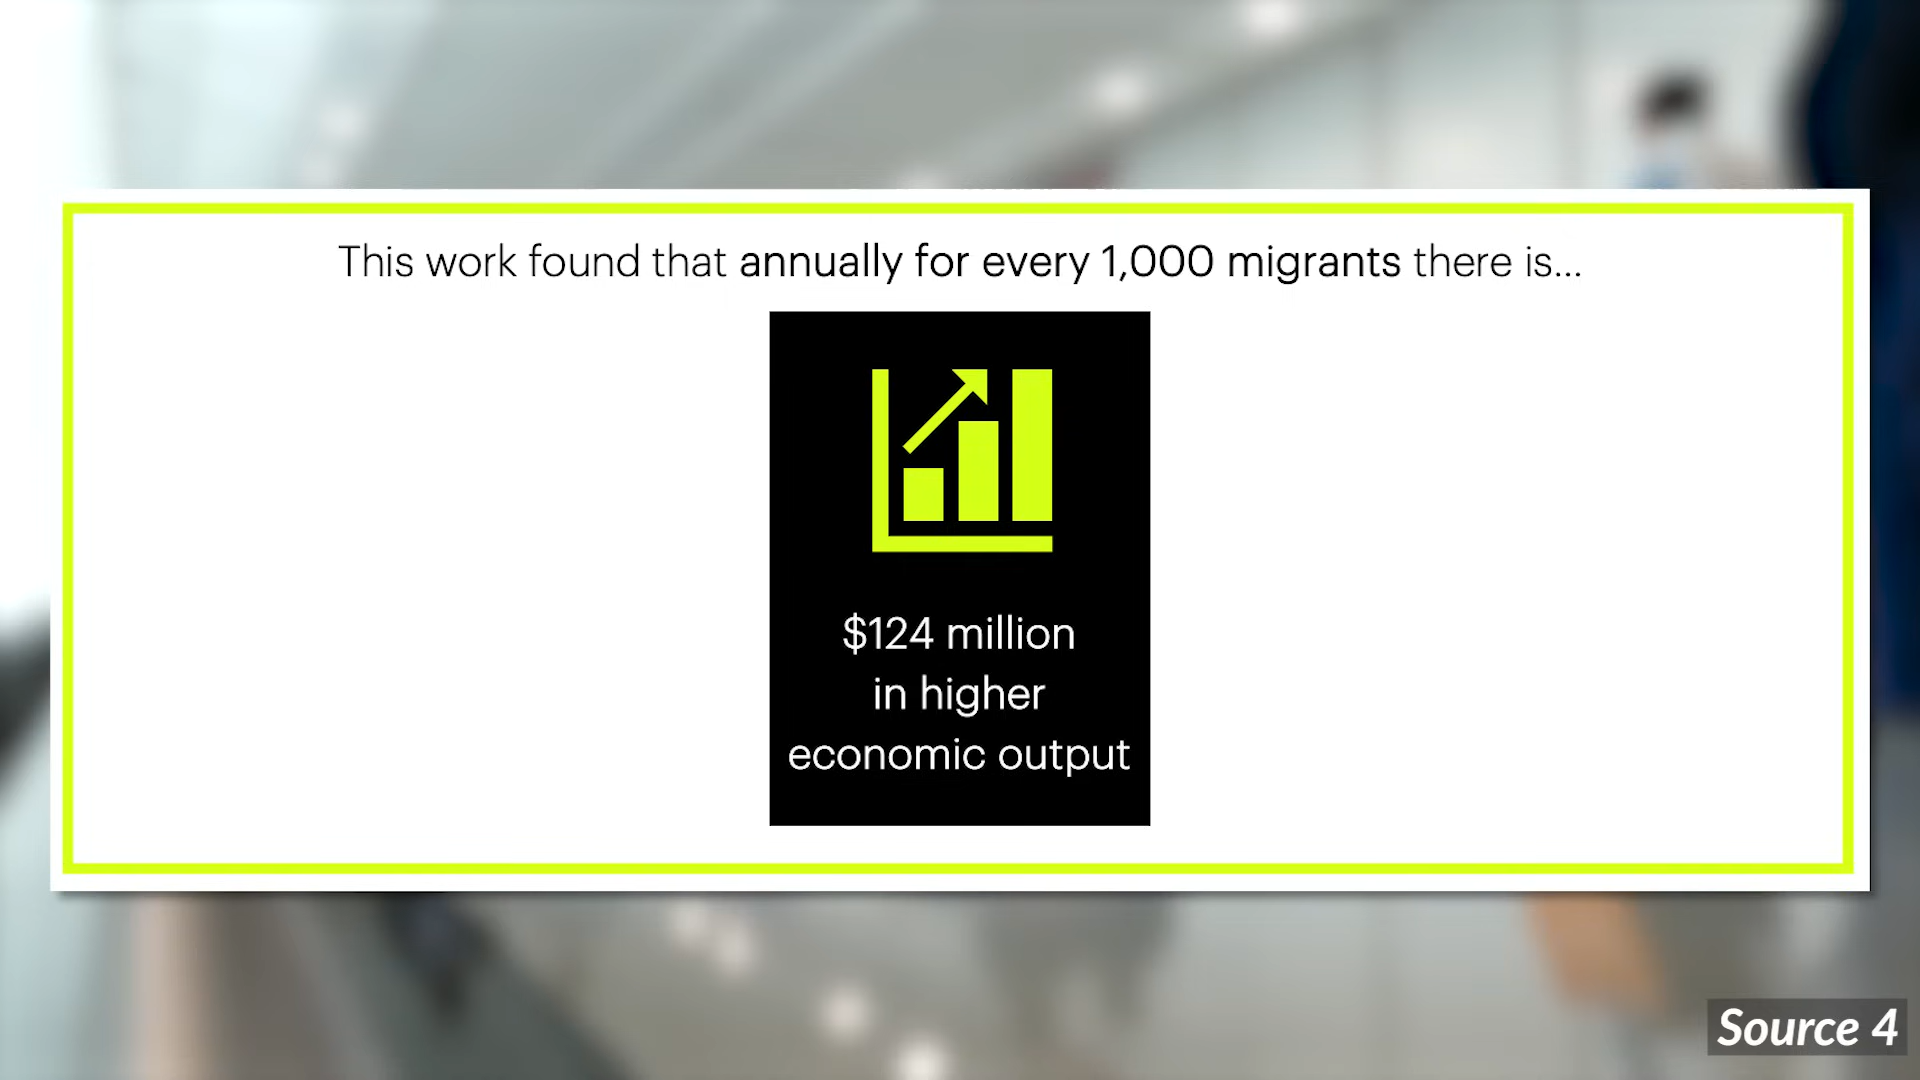 This work found that annually for every 1,000 migrants there is...
$124 million
in higher
economic output
Source 4